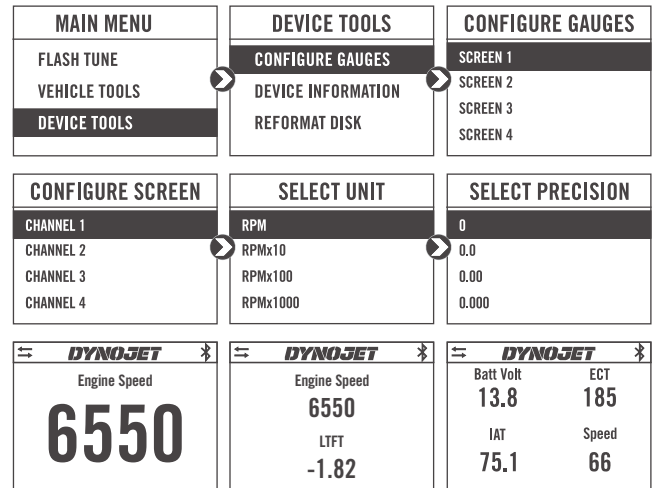 MAIN MENU
FLASH TUNE
VEHICLE TOOLS
DEVICE TOOLS
DEVICE TOOLS
CONFIGURE GAUGES
DEVICE INFORMATION
REFORMAT DISK
CONFIGURE GAUGES
SCREEN 1
SCREEN 2
SCREEN 3
SCREEN 4
CONFIGURE SCREEN
CHANNEL 1
CHANNEL 2
CHANNEL 3
CHANNEL 4
SELECT UNIT
RPM
RPMx10
RPMx100
RPMx1000
SELECT PRECISION
0
0.0
0.00
0.000
DYNOJET
Engine Speed
6550
DYNOJET
Engine Speed
6550
LTFT
-1.82
DYNOJET
Batt Volt ECT
13.8 185
IAT Speed
75.1 66